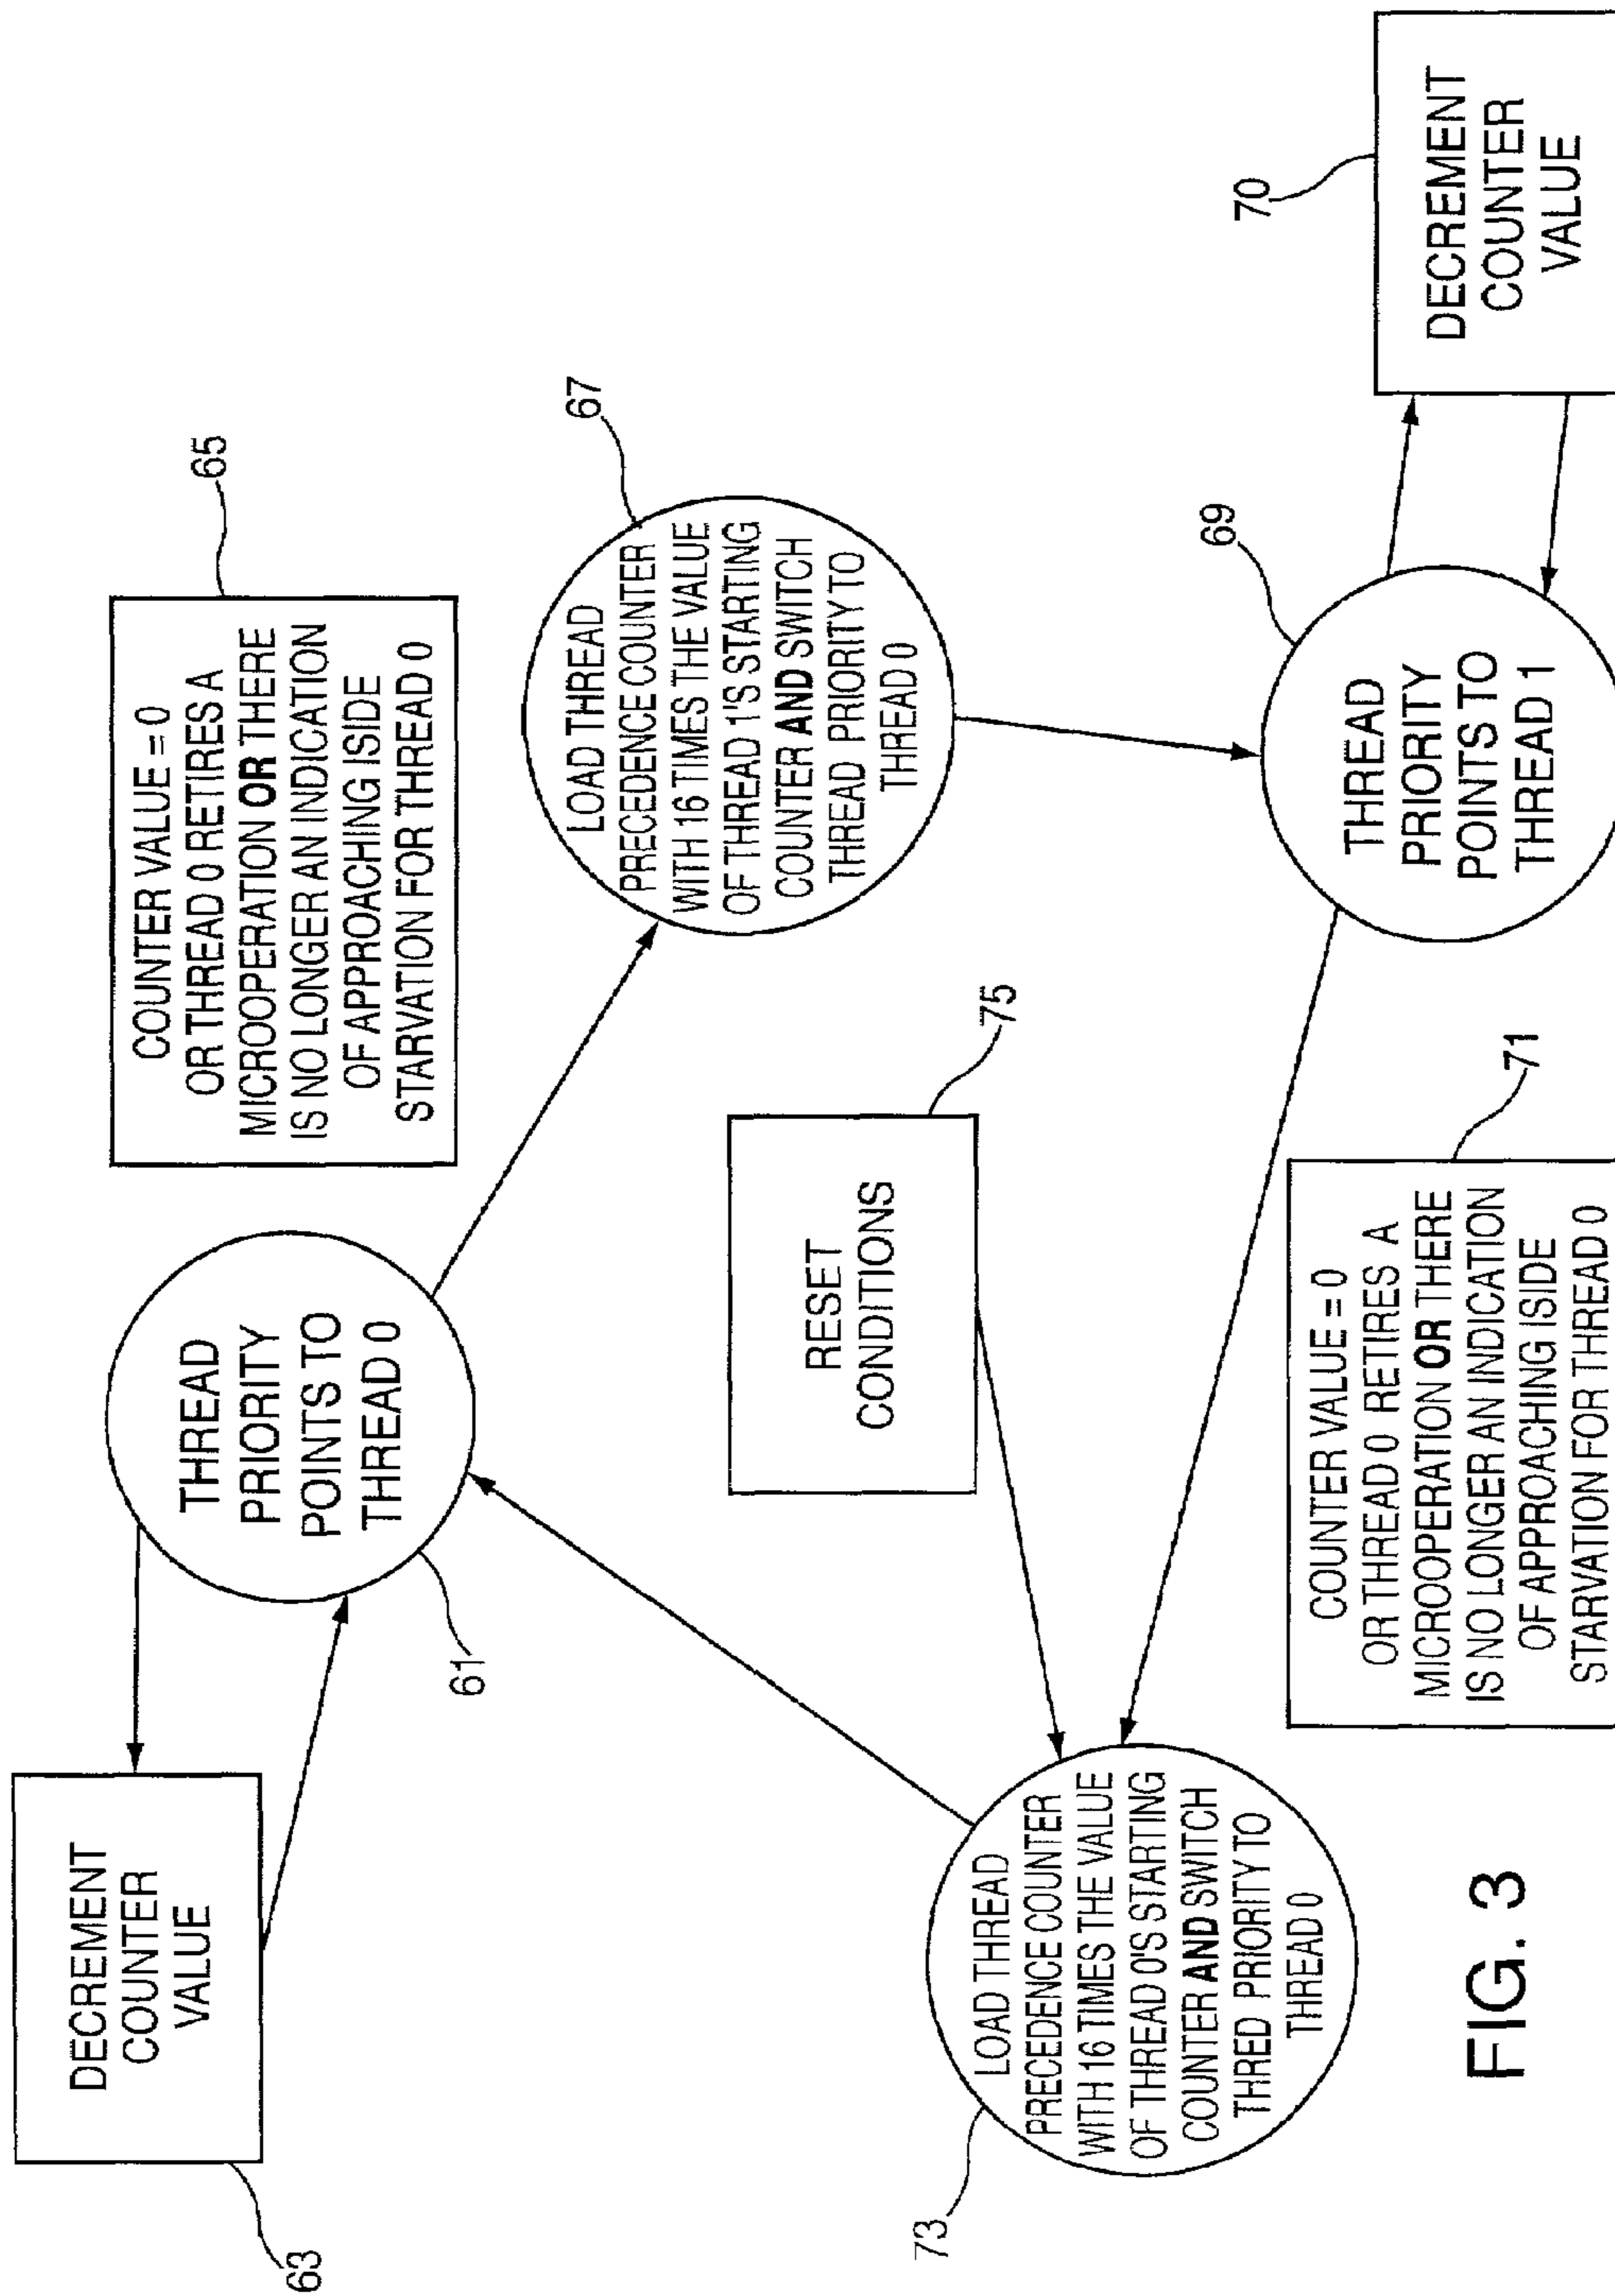 63
DECREMENT
COUNTER
VALUE
61
THREAD
PRIORITY
POINTS TO
THREAD 0
65
COUNTER VALUE = 0
OR THREAD 0 RETIRES A
MICROOPERATION OR THERE
IS NO LONGER AN INDICATION
OF APPROACHING ISIDE
STARVATION FOR THREAD 0
67
LOAD THREAD
PRECEDENCE COUNTER
WITH 16 TIMES THE VALUE
OF THREAD 1'S STARTING
COUNTER AND SWITCH
THREAD PRIORITY TO
THREAD 0
75
RESET
CONDITIONS
73
LOAD THREAD
PRECEDENCE COUNTER
WITH 16 TIMES THE VALUE
OF THREAD 0'S STARTING
COUNTER AND SWITCH
THRED PRIORITY TO
THREAD 0
71
COUNTER VALUE = 0
OR THREAD 0 RETIRES A
MICROOPERATION OR THERE
IS NO LONGER AN INDICATION
OF APPROACHING ISIDE
STARVATION FOR THREAD 0
69
THREAD
PRIORITY
POINTS TO
THREAD 1
70
DECREMENT
COUNTER
VALUE
FIG. 3